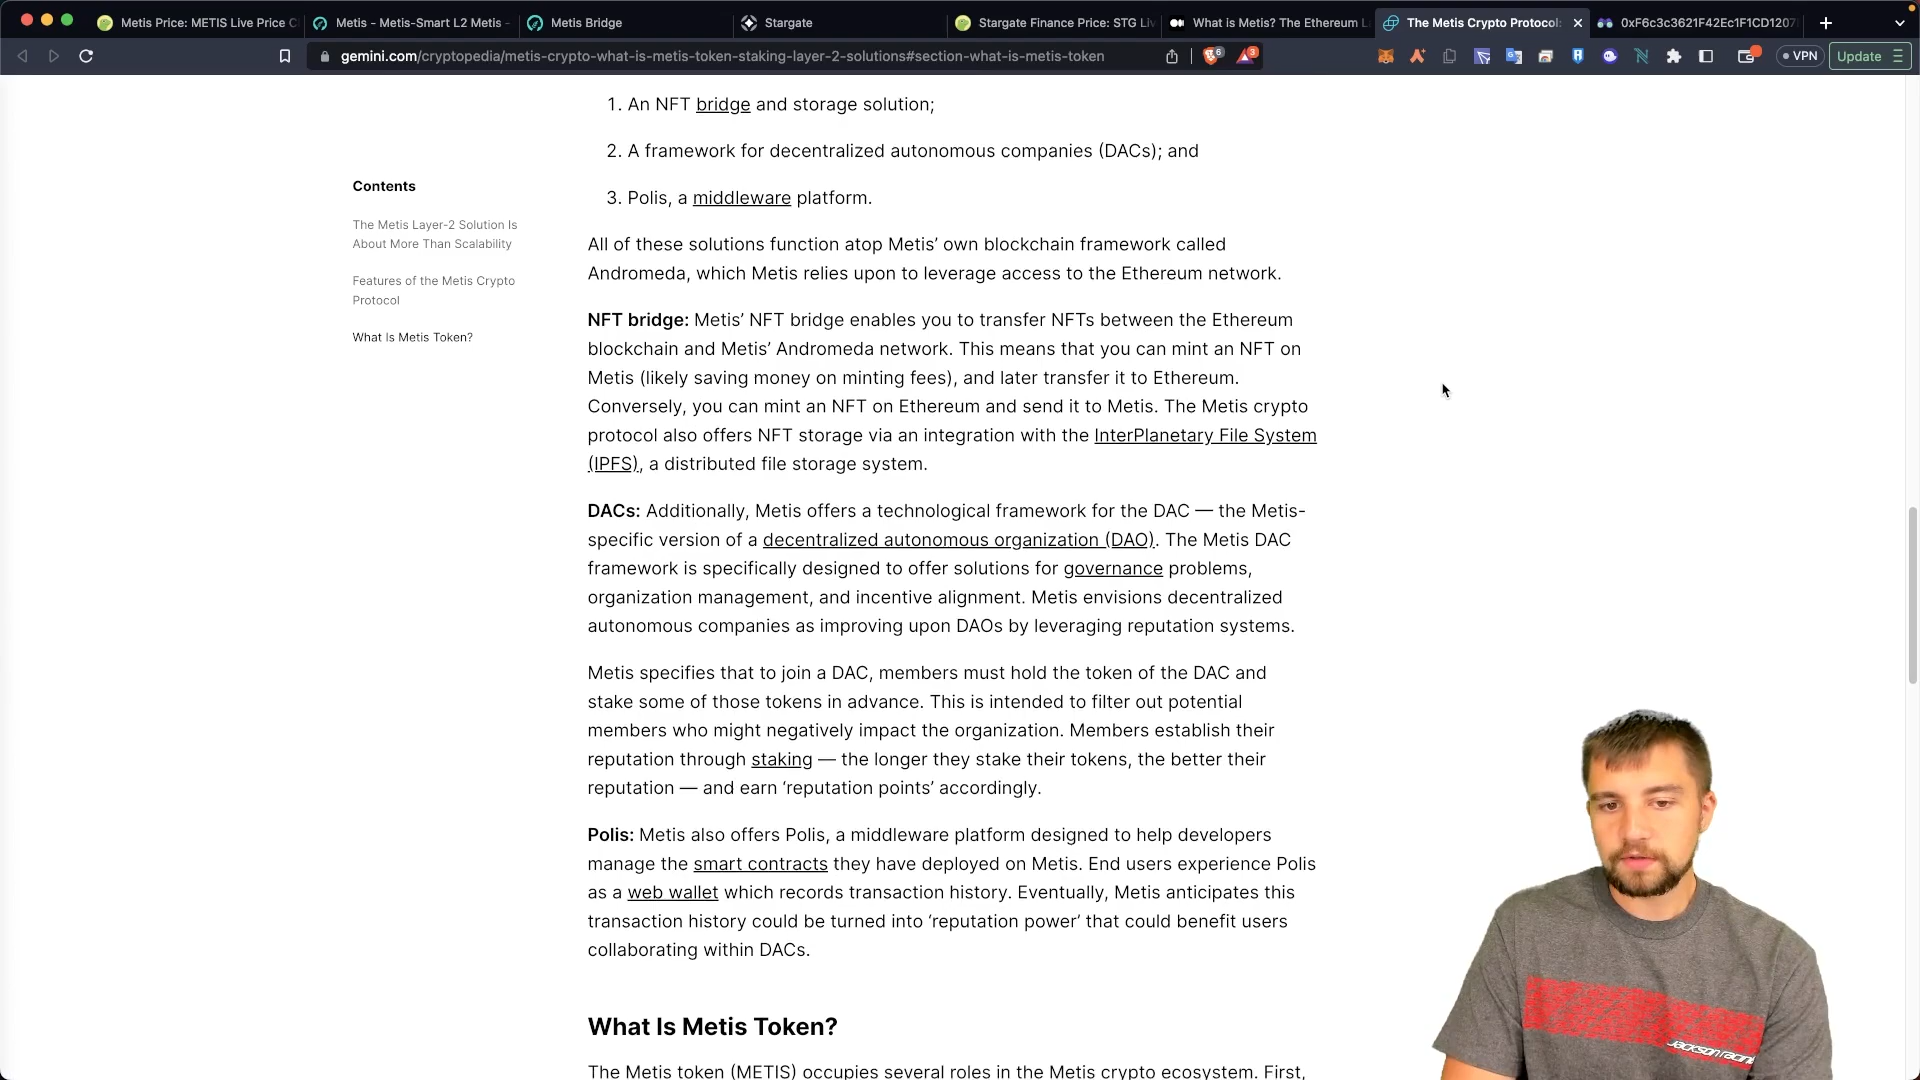 Metis Price: METIS Live Price C
Metis - Metis-Smart L2 Metis -
Metis Bridge
Stargate
Stargate Finance Price: STG Liv
What is Metis? The Ethereum L
The Metis Crypto Protocol:
0xF6c3c3621F42Ec1F1CD1207
gemini.com/cryptopedia/metis-crypto-what-is-metis-token-staking-layer-2-solutions#section-what-is-metis-token
6
3
VPN
Update
Contents
The Metis Layer-2 Solution Is
About More Than Scalability
Features of the Metis Crypto
Protocol
What Is Metis Token?
1. An NFT bridge and storage solution;
2. A framework for decentralized autonomous companies (DACs); and
3. Polis, a middleware platform.
All of these solutions function atop Metis’ own blockchain framework called
Andromeda, which Metis relies upon to leverage access to the Ethereum network.
NFT bridge: Metis’ NFT bridge enables you to transfer NFTs between the Ethereum
blockchain and Metis’ Andromeda network. This means that you can mint an NFT on
Metis (likely saving money on minting fees), and later transfer it to Ethereum.
Conversely, you can mint an NFT on Ethereum and send it to Metis. The Metis crypto
protocol also offers NFT storage via an integration with the InterPlanetary File System
(IPFS), a distributed file storage system.
DACs: Additionally, Metis offers a technological framework for the DAC — the Metis-
specific version of a decentralized autonomous organization (DAO). The Metis DAC
framework is specifically designed to offer solutions for governance problems,
organization management, and incentive alignment. Metis envisions decentralized
autonomous companies as improving upon DAOs by leveraging reputation systems.
Metis specifies that to join a DAC, members must hold the token of the DAC and
stake some of those tokens in advance. This is intended to filter out potential
members who might negatively impact the organization. Members establish their
reputation through staking — the longer they stake their tokens, the better their
reputation — and earn ‘reputation points’ accordingly.
Polis: Metis also offers Polis, a middleware platform designed to help developers
manage the smart contracts they have deployed on Metis. End users experience Polis
as a web wallet which records transaction history. Eventually, Metis anticipates this
transaction history could be turned into ‘reputation power’ that could benefit users
collaborating within DACs.
What Is Metis Token?
The Metis token (METIS) occupies several roles in the Metis crypto ecosystem. First,
Jackson racing